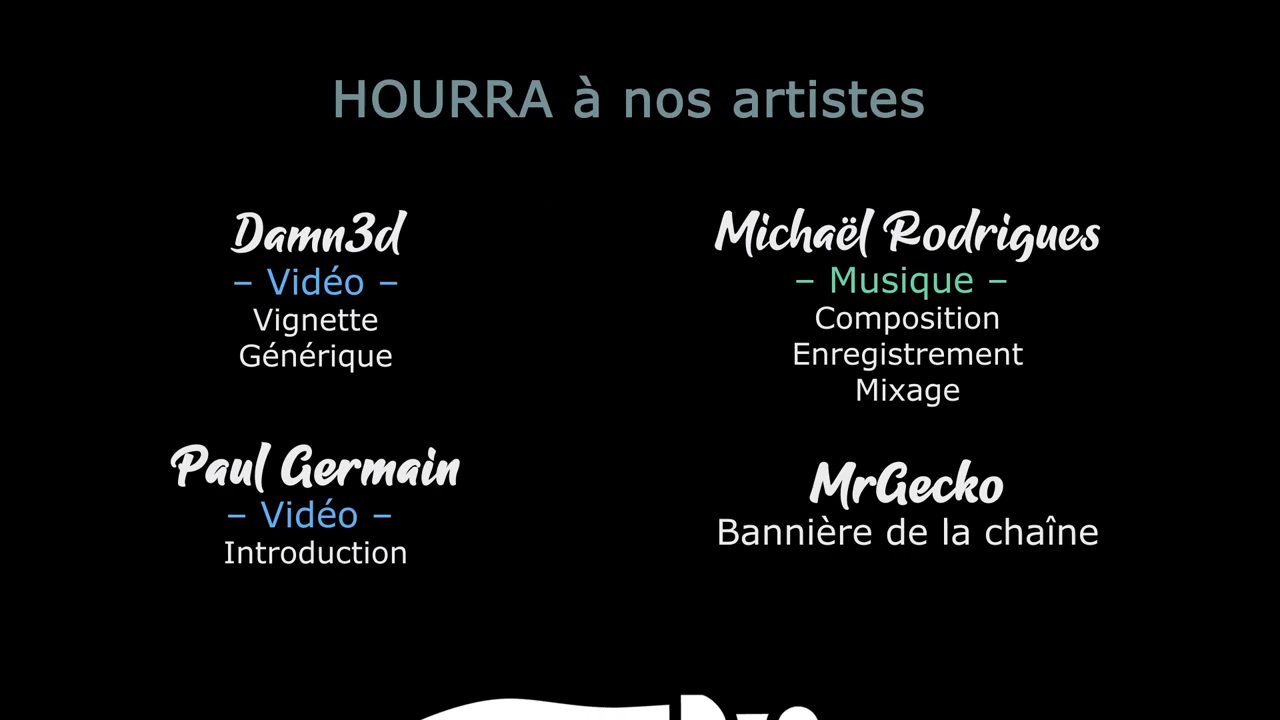 HOURRA à nos artistes
Damn3d
– Vidéo –
Vignette
Générique
Michaël Rodrigues
– Musique –
Composition
Enregistrement
Mixage
Paul Germain
– Vidéo –
Introduction
MrGecko
Bannière de la chaîne